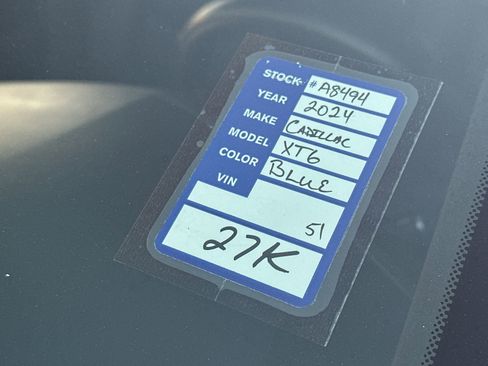 STOCK #A8494
YEAR 2024
MAKE CADILLAC
MODEL XT6
COLOR BLUE
VIN
51
27K